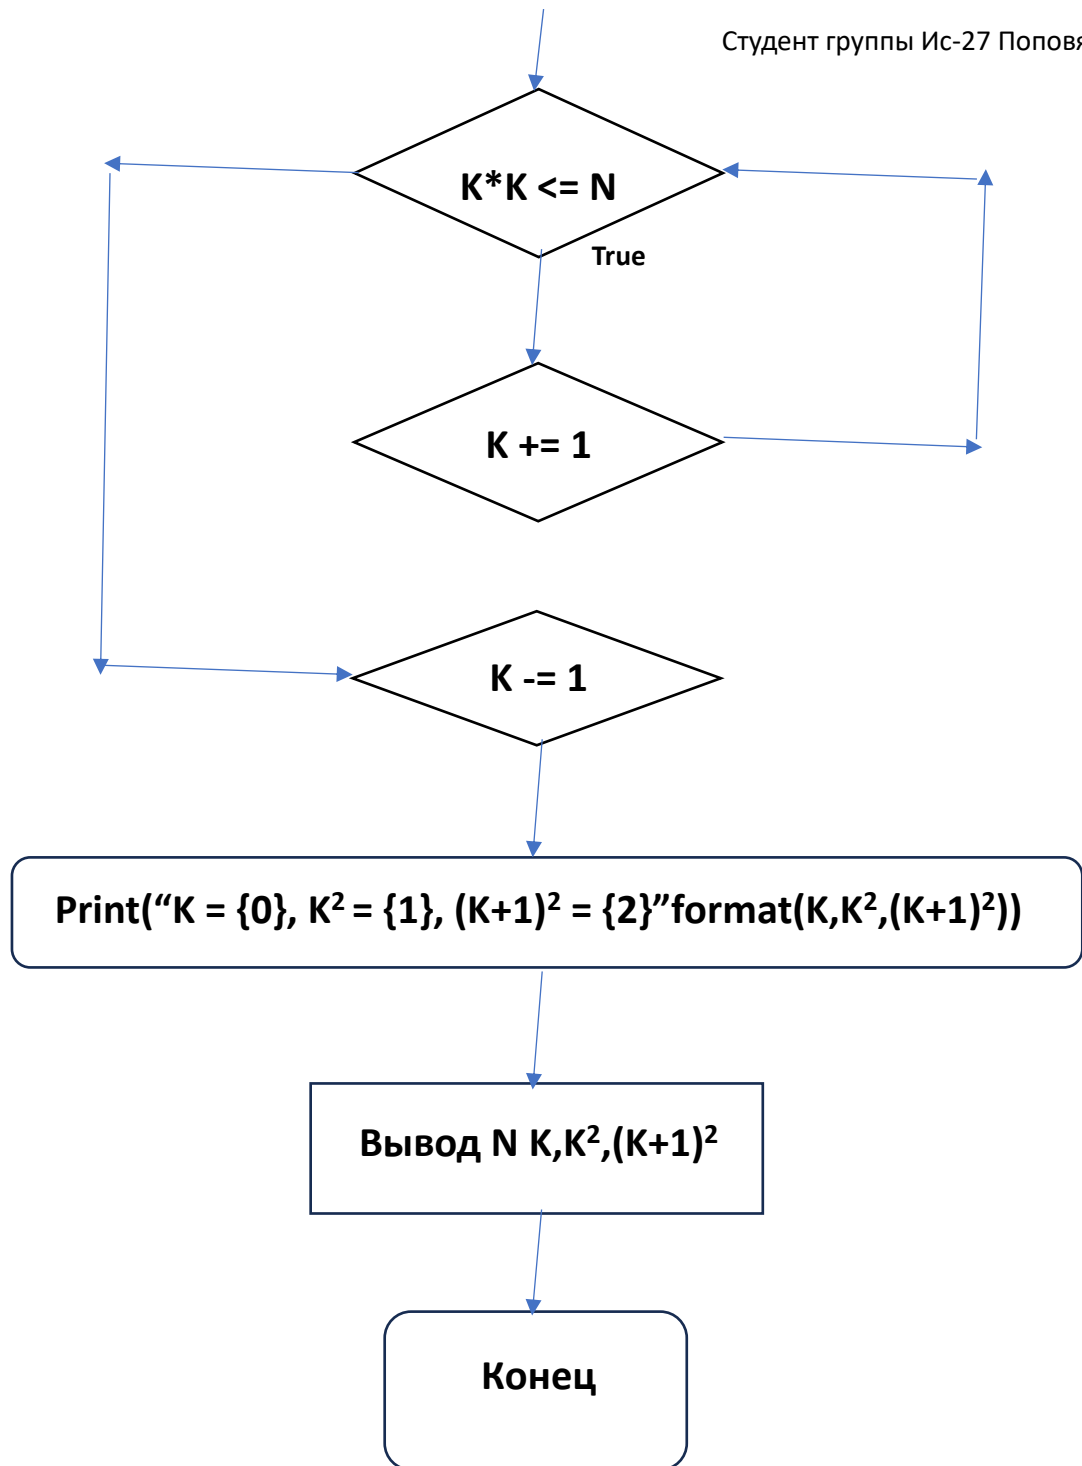 Студент группы Ис-27
K*K <= N
True
K += 1
K -= 1
Print(“K = {0}, K² = {1}, (K+1)² = {2}”format(K,K²,(K+1)²))
Вывод N K,K²,(K+1)²
Конец